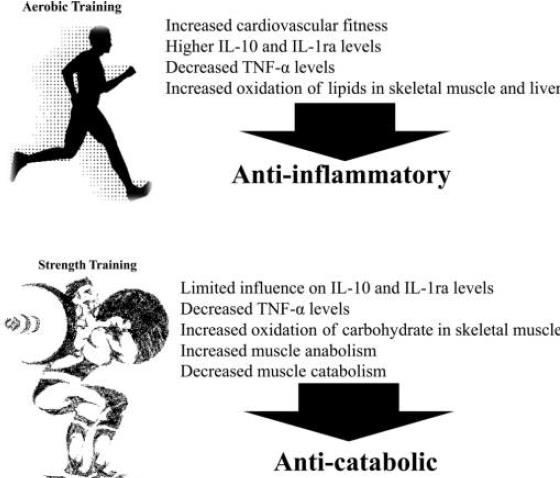 Aerobic Training
Increased cardiovascular fitness
Higher IL-10 and IL-1ra levels
Decreased TNF-α levels
Increased oxidation of lipids in skeletal muscle and liver
Anti-inflammatory
Strength Training
Limited influence on IL-10 and IL-1ra levels
Decreased TNF-α levels
Increased oxidation of carbohydrate in skeletal muscle
Increased muscle anabolism
Decreased muscle catabolism
Anti-catabolic